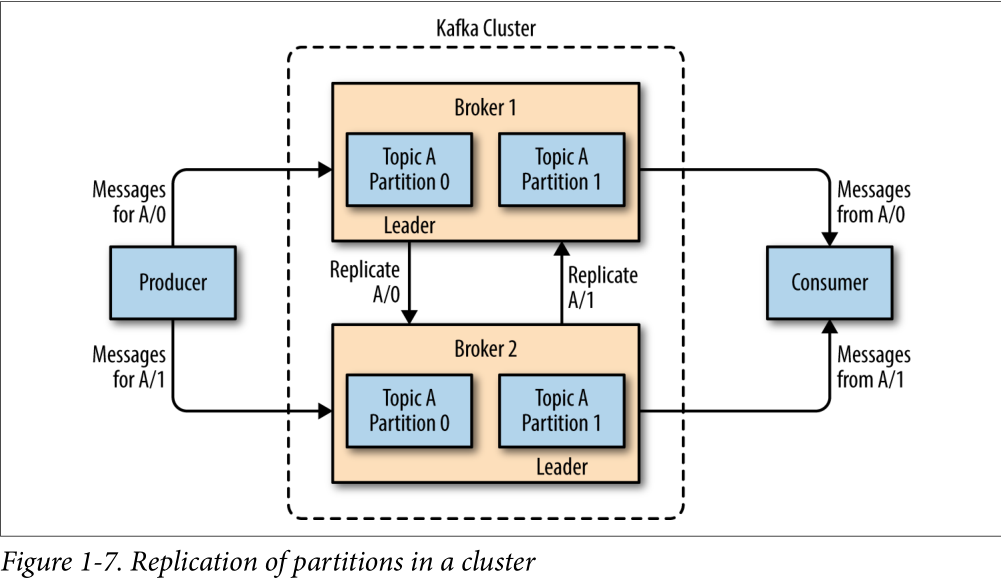 Kafka Cluster
Broker 1
Topic A
Partition 0
Topic A
Partition 1
Leader
Messages
for A/0
Messages
from A/0
Producer
Replicate
A/0
Replicate
A/1
Consumer
Messages
for A/1
Messages
from A/1
Broker 2
Topic A
Partition 0
Topic A
Partition 1
Leader
Figure 1-7. Replication of partitions in a cluster